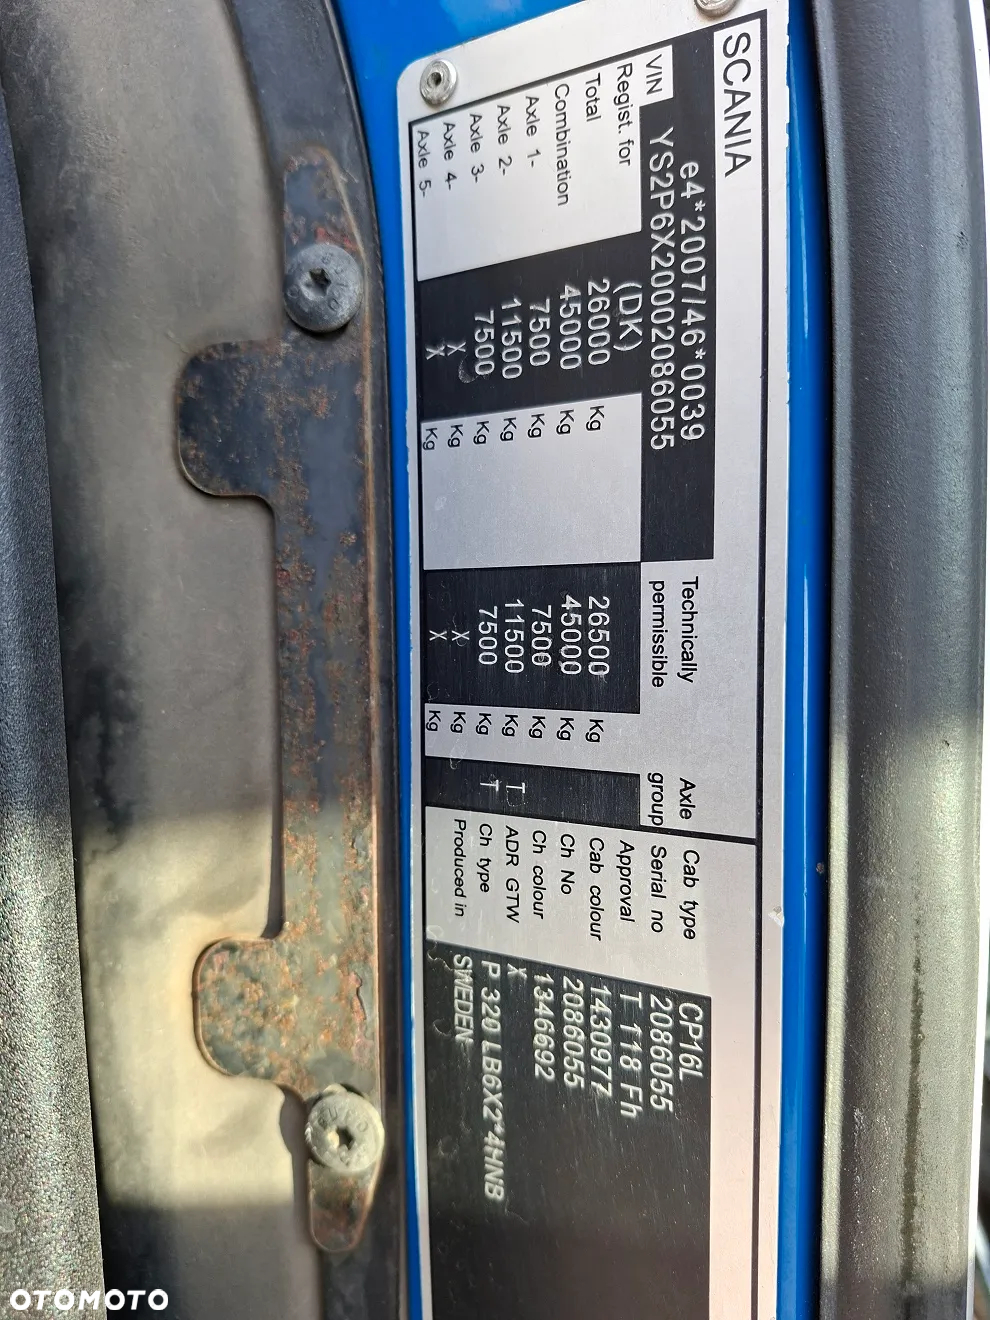 SCANIA
e4*2007/46*0039
VIN YS2P6X20002086055
Regist. for (DK)
Total 26000 Kg
Combination 45000 Kg
Axle 1- 7500 Kg
Axle 2- 11500 Kg
Axle 3- 7500 Kg
Axle 4- X Kg
Axle 5- X Kg
Technically
permissible
26500 Kg
45000 Kg
7500 Kg
11500 Kg
7500 Kg
X Kg
X Kg
Axle
group
T
T
Cab type CP16L
Serial no 2086055
Approval T 118 Fh
Cab colour 1430977
Ch No 2086055
Ch colour 1346692
ADR GTW X
Ch type P 320 LB6X2*4HNB
Produced in SWEDEN
OTOMOTO